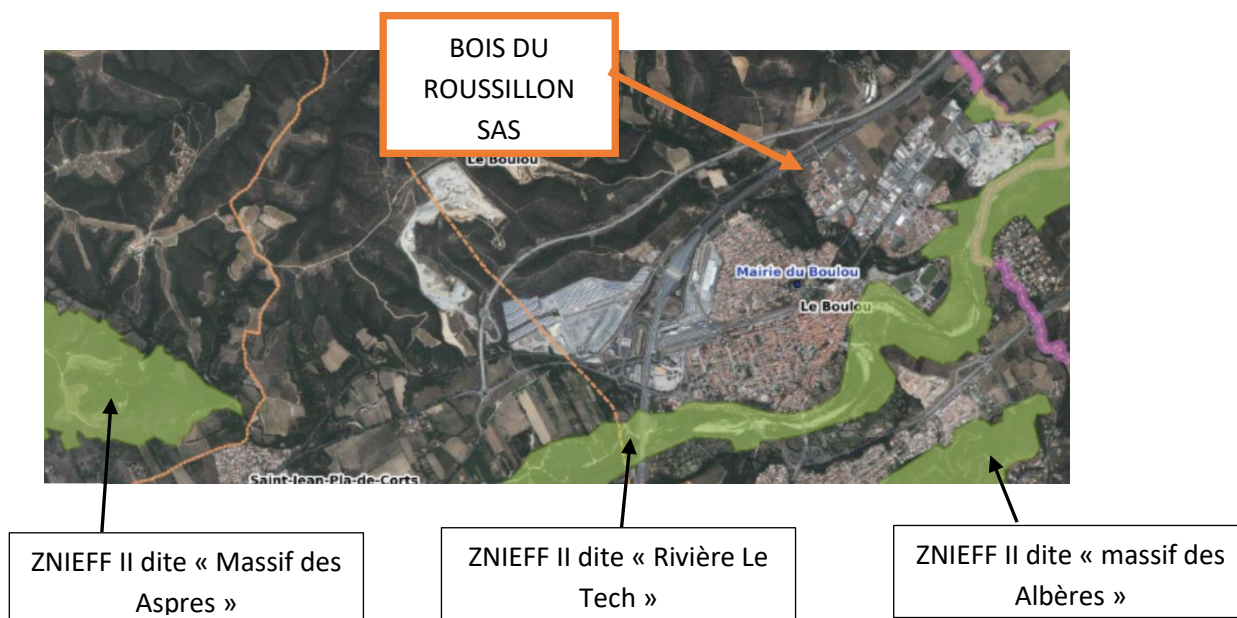 BOIS DU
ROUSSILLON
SAS
Le Boulou
Mairie du Boulou
Le Boulou
Saint-Jean-Pla-de-Corts
ZNIEFF II dite « Massif des
Aspres »
ZNIEFF II dite « Rivière Le
Tech »
ZNIEFF II dite « massif des
Albères »